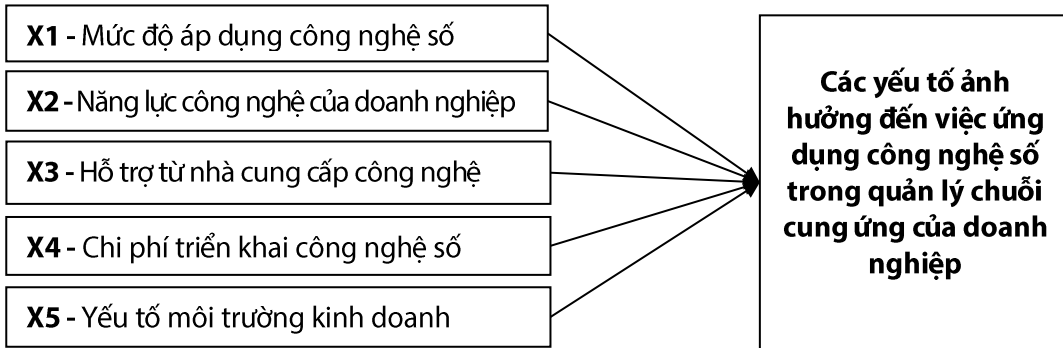 X1 - Mức độ áp dụng công nghệ số
X2 - Năng lực công nghệ của doanh nghiệp
X3 - Hỗ trợ từ nhà cung cấp công nghệ
X4 - Chi phí triển khai công nghệ số
X5 - Yếu tố môi trường kinh doanh
Các yếu tố ảnh
hưởng đến việc ứng
dụng công nghệ số
trong quản lý chuỗi
cung ứng của doanh
nghiệp